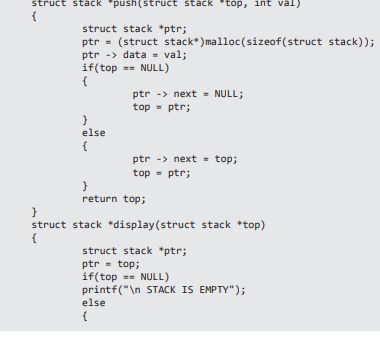 struct stack *push(struct stack *top, int val)
{
struct stack *ptr;
ptr = (struct stack*)malloc(sizeof(struct stack));
ptr -> data = val;
if(top == NULL)
{
ptr -> next = NULL;
top = ptr;
}
else
{
ptr -> next = top;
top = ptr;
}
return top;
}
struct stack *display(struct stack *top)
{
struct stack *ptr;
ptr = top;
if(top == NULL)
printf("\n STACK IS EMPTY");
else
{